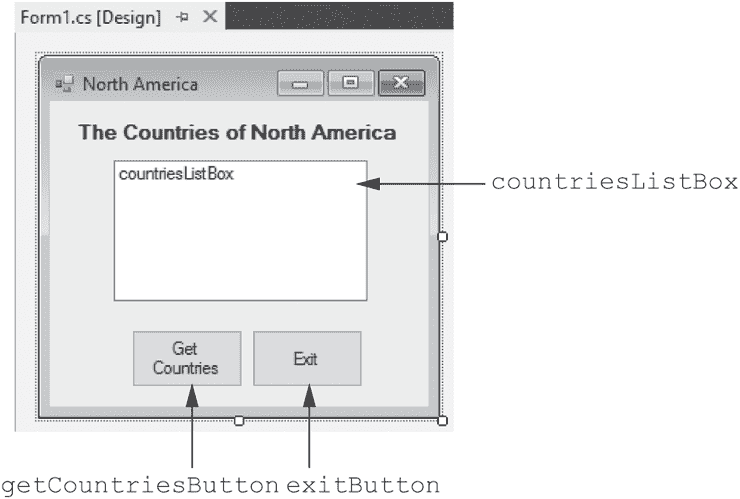 Form1.cs [Design]
North America
The Countries of North America
countriesListBox
countriesListBox
Get
Countries
Exit
getCountriesButton exitButton